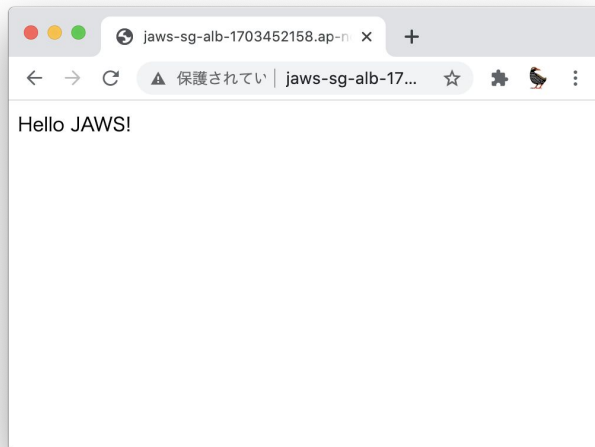 jaws-sg-alb-1703452158.ap-n
保護されてい jaws-sg-alb-17...
Hello JAWS!